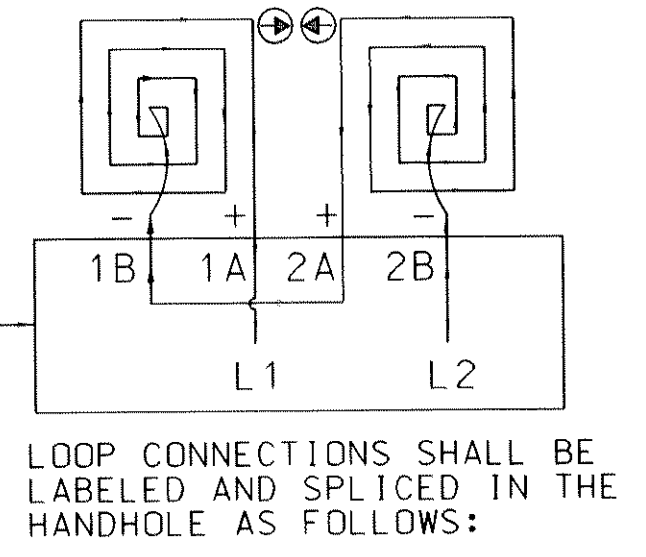 - + + -
1B 1A 2A 2B
L1 L2
LOOP CONNECTIONS SHALL BE
LABELED AND SPLICED IN THE
HANDHOLE AS FOLLOWS: